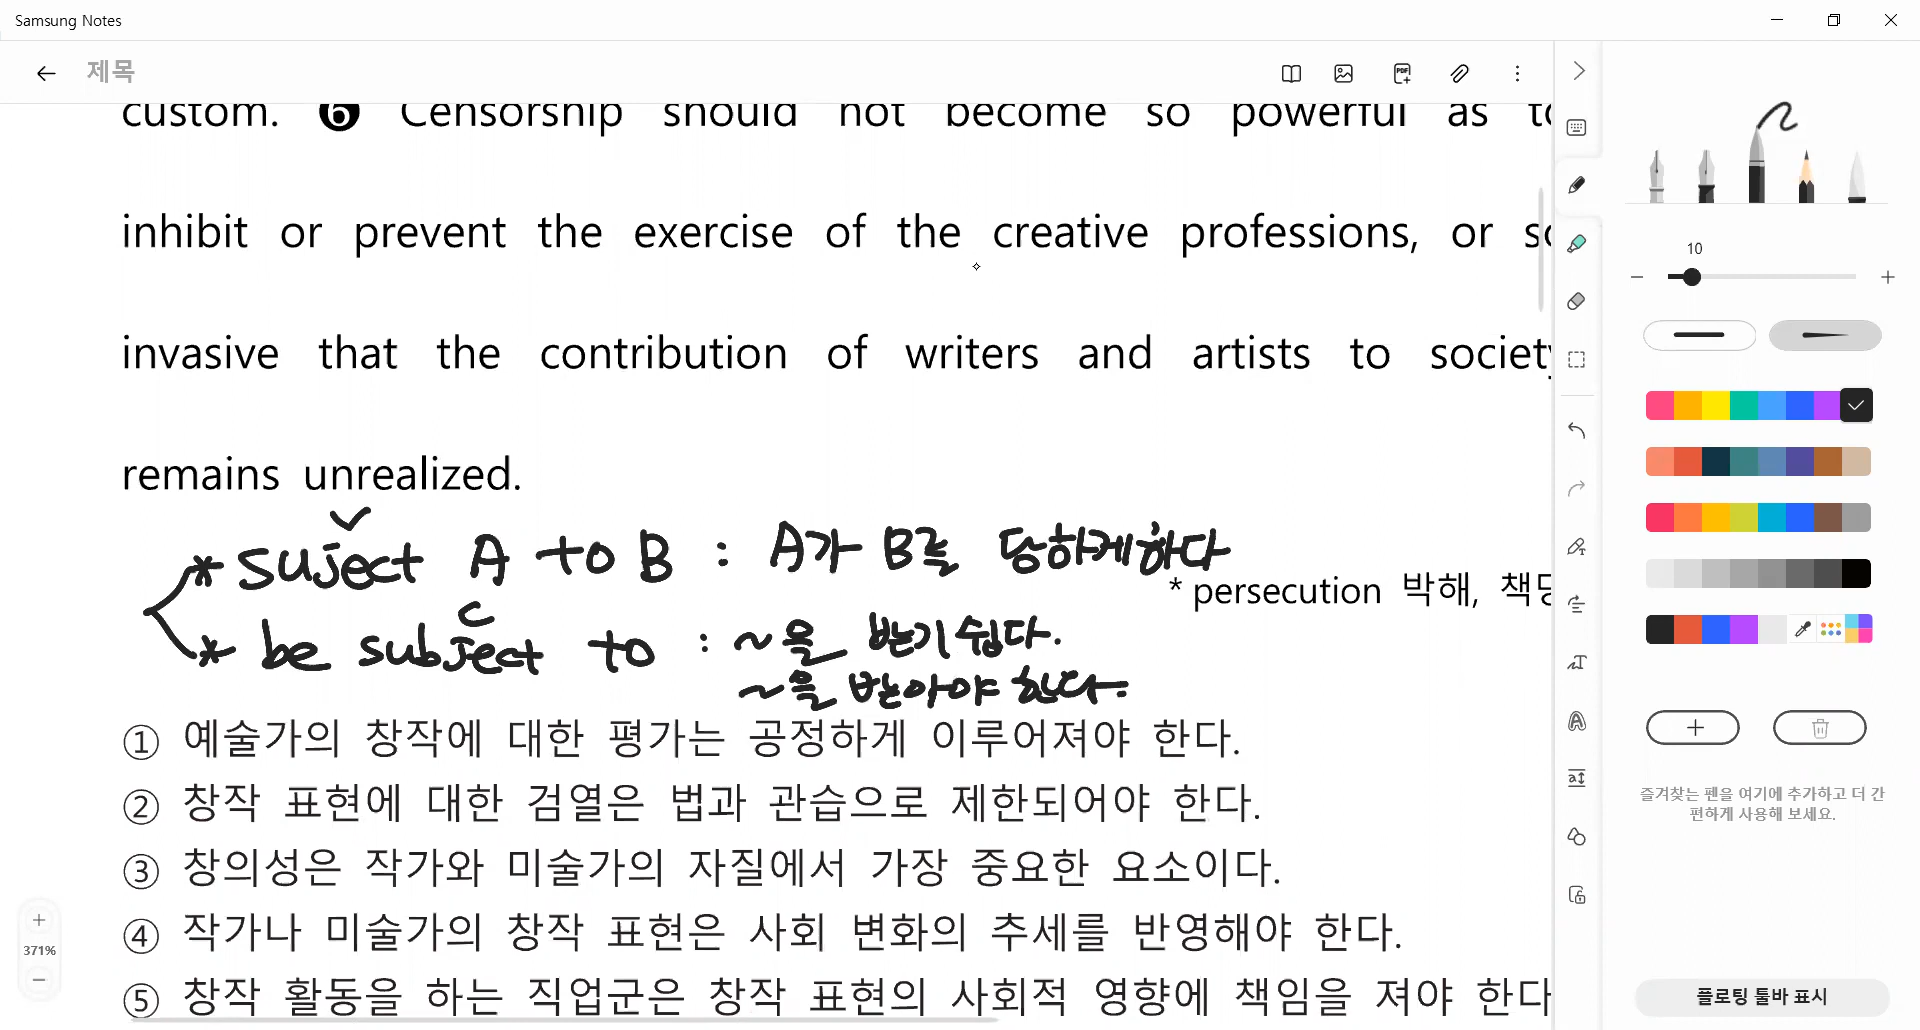 Samsung Notes
제목
custom. ❻ Censorship should not become so powerful as to
inhibit or prevent the exercise of the creative professions, or so
invasive that the contribution of writers and artists to society
remains unrealized.
* suject A to B : A가 B를 당하게하다
* persecution 박해, 책망
* be subject to : ~을 받기 쉽다.
~을 받아야 한다.
① 예술가의 창작에 대한 평가는 공정하게 이루어져야 한다.
② 창작 표현에 대한 검열은 법과 관습으로 제한되어야 한다.
③ 창의성은 작가와 미술가의 자질에서 가장 중요한 요소이다.
④ 작가나 미술가의 창작 표현은 사회 변화의 추세를 반영해야 한다.
⑤ 창작 활동을 하는 직업군은 창작 표현의 사회적 영향에 책임을 져야 한다
371%
PDF
10
즐겨찾는 펜을 여기에 추가하고 더 간
편하게 사용해 보세요.
플로팅 툴바 표시